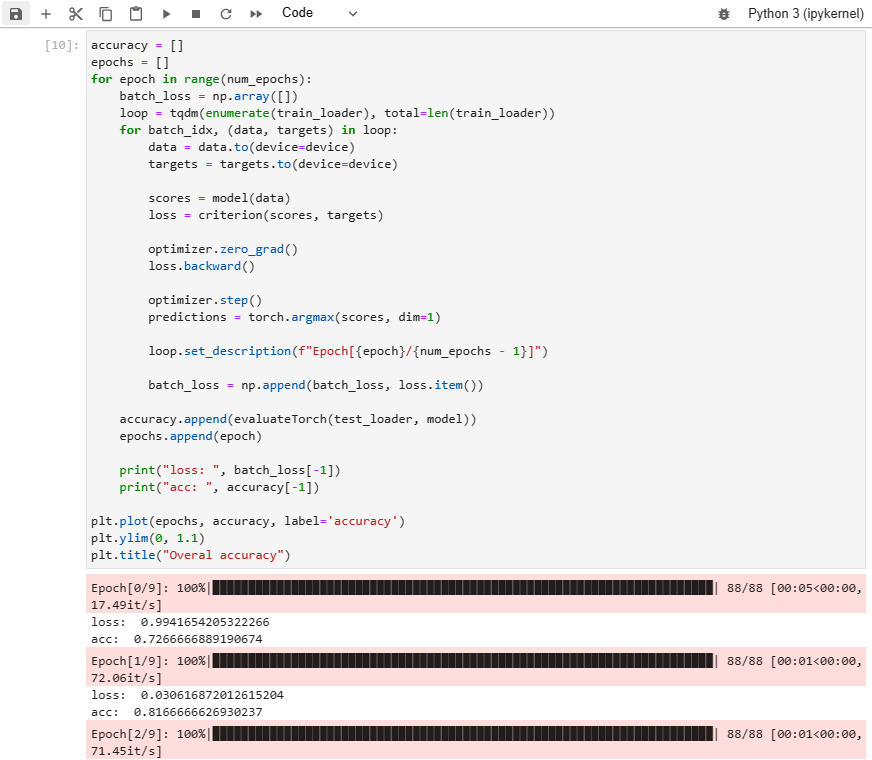 Code
Python 3 (ipykernel)
[10]:
accuracy = []
epochs = []
for epoch in range(num_epochs):
    batch_loss = np.array([])
    loop = tqdm(enumerate(train_loader), total=len(train_loader))
    for batch_idx, (data, targets) in loop:
        data = data.to(device=device)
        targets = targets.to(device=device)

        scores = model(data)
        loss = criterion(scores, targets)

        optimizer.zero_grad()
        loss.backward()

        optimizer.step()
        predictions = torch.argmax(scores, dim=1)

        loop.set_description(f"Epoch[{epoch}/{num_epochs - 1}]")

        batch_loss = np.append(batch_loss, loss.item())

    accuracy.append(evaluateTorch(test_loader, model))
    epochs.append(epoch)

    print("loss: ", batch_loss[-1])
    print("acc: ", accuracy[-1])

plt.plot(epochs, accuracy, label='accuracy')
plt.ylim(0, 1.1)
plt.title("Overal accuracy")
Epoch[0/9]: 100%|██████████| 88/88 [00:05<00:00,
17.49it/s]
loss:  0.9941654205322266
acc:  0.7266666889190674
Epoch[1/9]: 100%|██████████| 88/88 [00:01<00:00,
72.06it/s]
loss:  0.030616872012615204
acc:  0.8166666626930237
Epoch[2/9]: 100%|██████████| 88/88 [00:01<00:00,
71.45it/s]